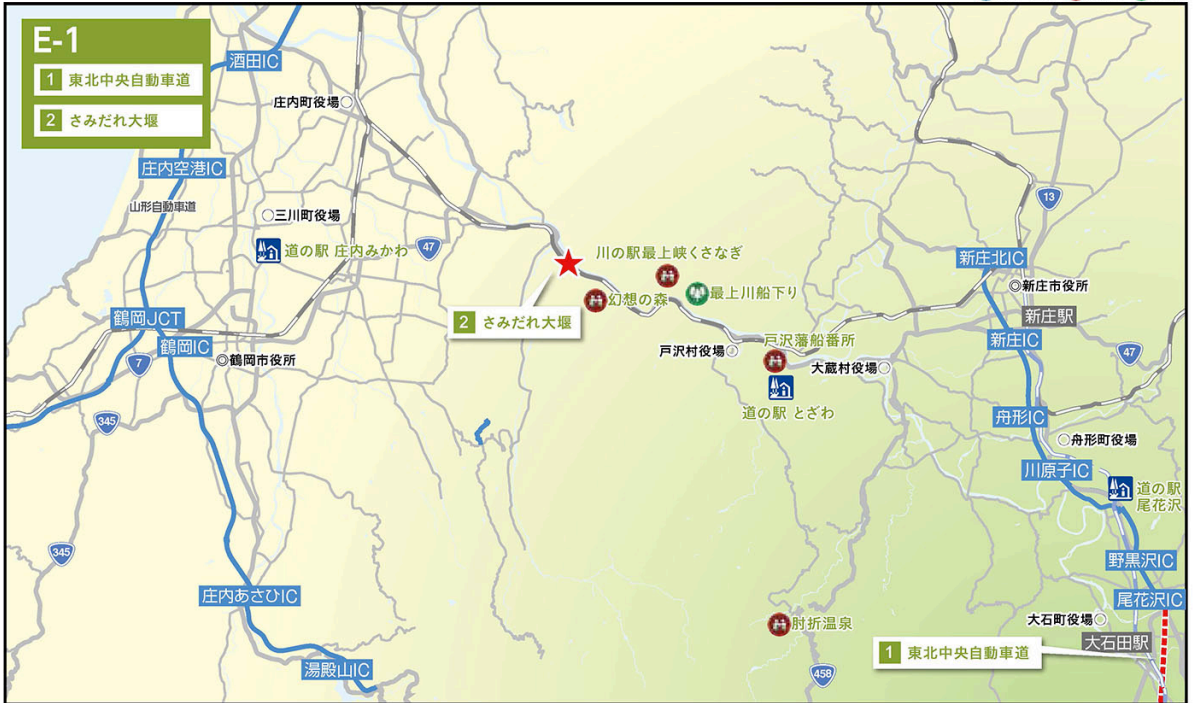 E-1
1 東北中央自動車道
2 さみだれ大堰
酒田IC
庄内町役場
庄内空港IC
山形自動車道
三川町役場
道の駅 庄内みかわ
47
13
川の駅最上峡くさなぎ
新庄北IC
幻想の森
最上川船下り
新庄市役所
2 さみだれ大堰
鶴岡JCT
新庄駅
鶴岡IC
戸沢藩船番所
新庄IC
戸沢村役場
47
7
鶴岡市役所
大蔵村役場
道の駅 とざわ
345
舟形IC
舟形町役場
川原子IC
道の駅
尾花沢
345
野黒沢IC
庄内あさひIC
尾花沢IC
肘折温泉
大石町役場
大石田駅
1 東北中央自動車道
湯殿山IC
458